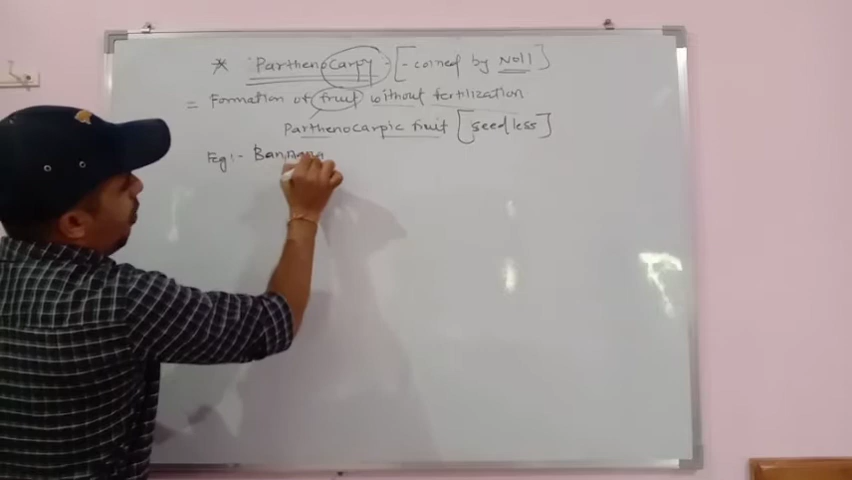 * Parthenocarpy - [- coined by Noll]
= Formation of fruit without fertilization
Parthenocarpic fruit [seedless]
Eg:- Bannana